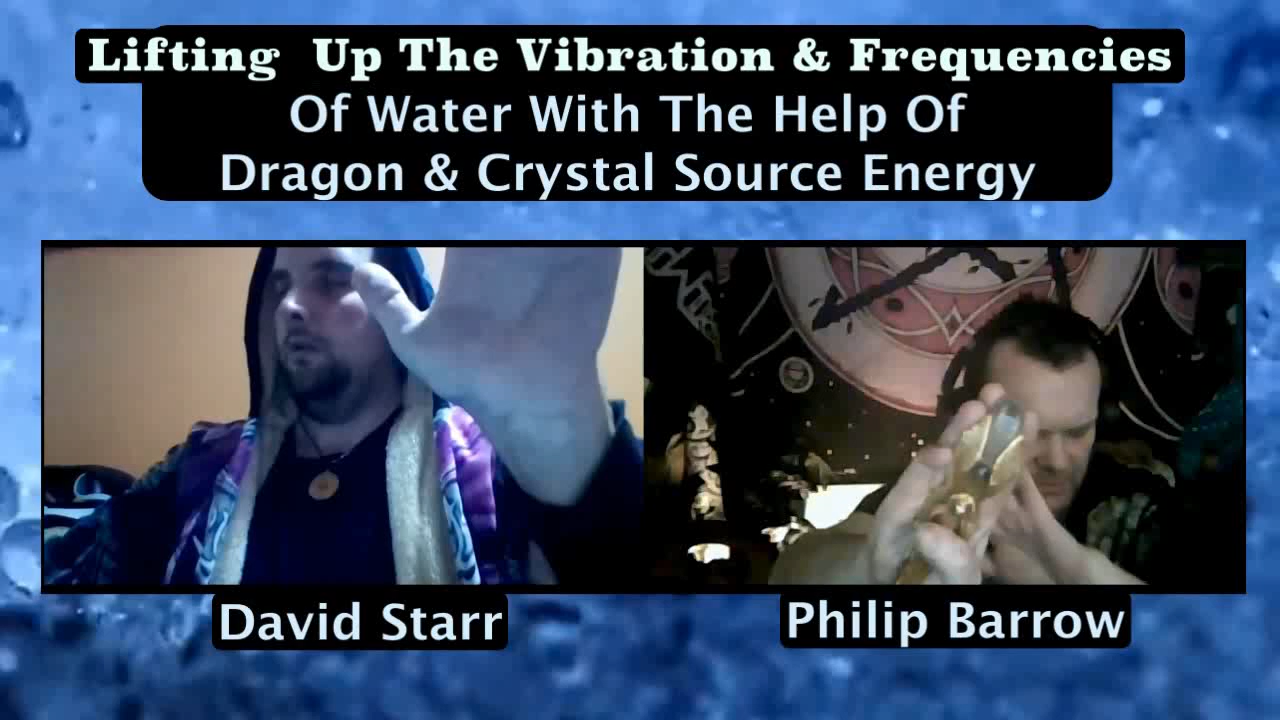 Lifting Up The Vibration & Frequencies
Of Water With The Help Of
Dragon & Crystal Source Energy
David Starr
Philip Barrow